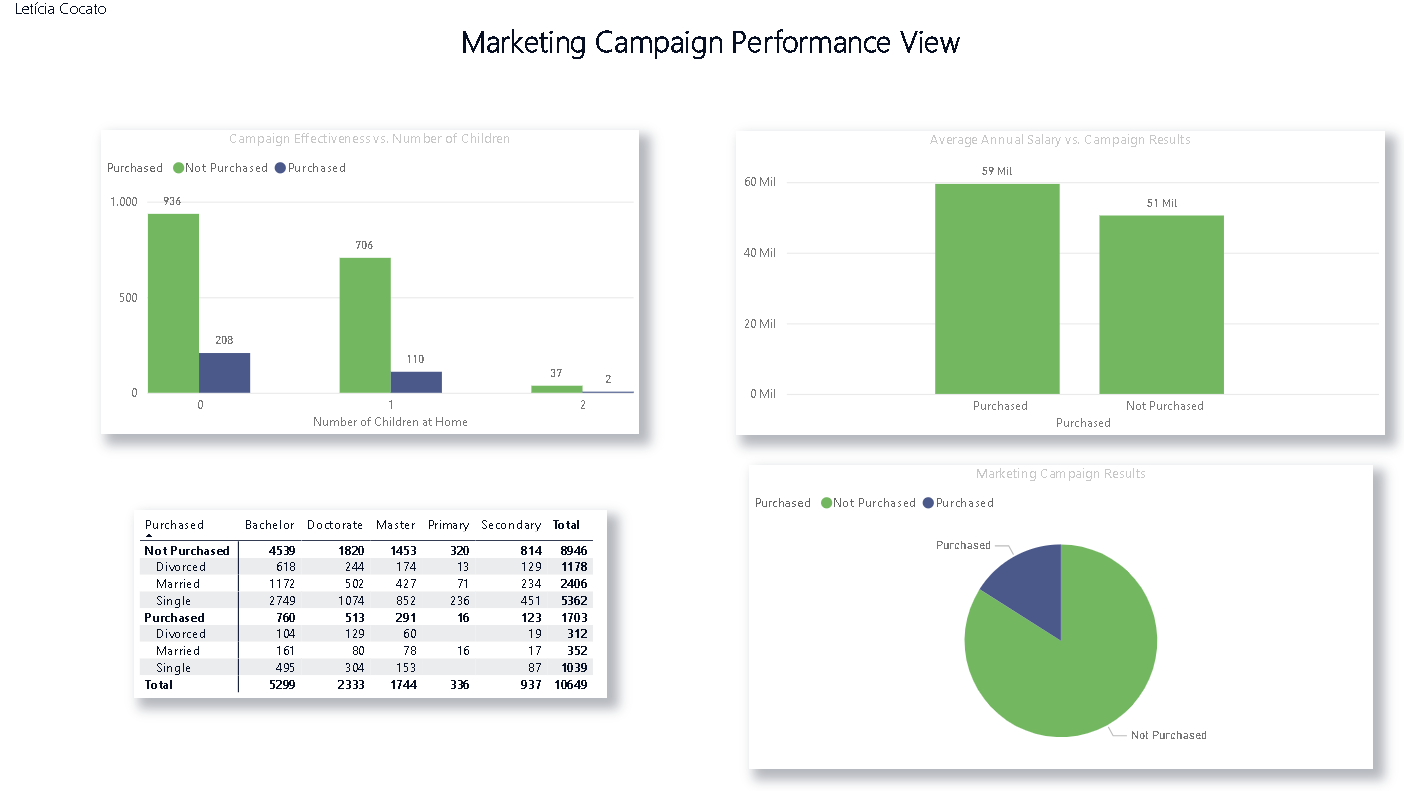 Letícia Cocato
Marketing Campaign Performance View
Campaign Effectiveness vs. Number of Children
Purchased Not Purchased Purchased
1.000
500
0
936
208
706
110
37
2
0 1 2
Number of Children at Home
Average Annual Salary vs. Campaign Results
60 Mil
40 Mil
20 Mil
0 Mil
59 Mil
51 Mil
Purchased Not Purchased
Purchased
Purchased Bachelor Doctorate Master Primary Secondary Total
Not Purchased 4539 1820 1453 320 814 8946
Divorced 618 244 174 13 129 1178
Married 1172 502 427 71 234 2406
Single 2749 1074 852 236 451 5362
Purchased 760 513 291 16 123 1703
Divorced 104 129 60 19 312
Married 161 80 78 16 17 352
Single 495 304 153 87 1039
Total 5299 2333 1744 336 937 10649
Marketing Campaign Results
Purchased Not Purchased Purchased
Purchased
Not Purchased